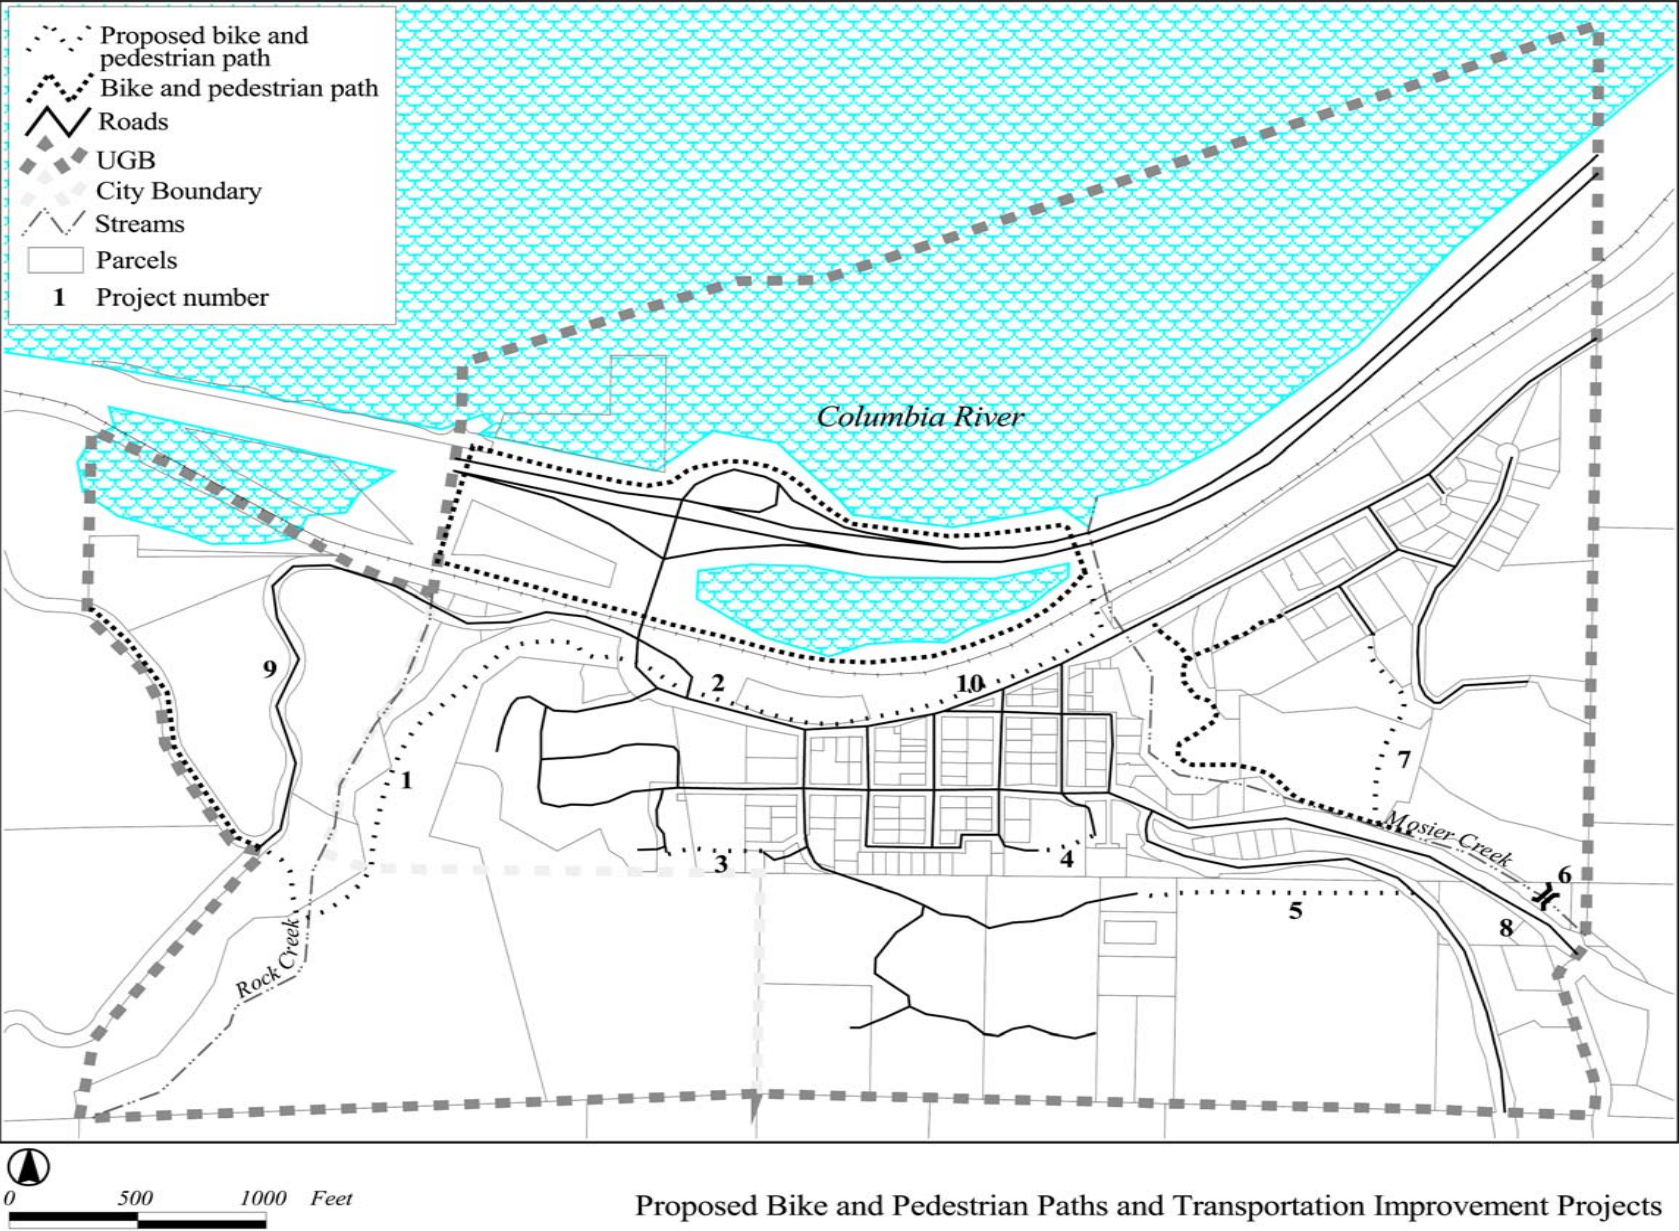 Proposed bike and
pedestrian path
Bike and pedestrian path
Roads
UGB
City Boundary
Streams
Parcels
1 Project number
Columbia River
9
2
10
1
7
3
4
Mosier Creek
6
5
8
Rock Creek
0 500 1000 Feet
Proposed Bike and Pedestrian Paths and Transportation Improvement Projects